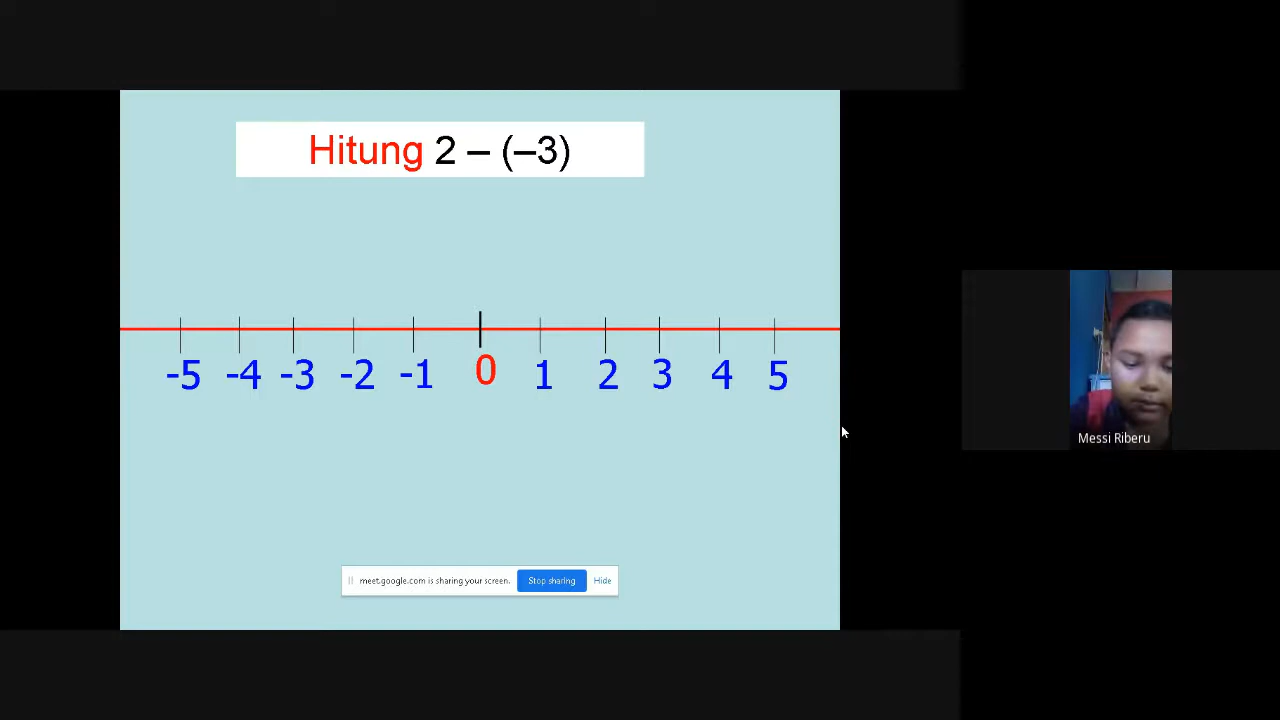 Hitung 2 – (–3)
-5 -4 -3 -2 -1 0 1 2 3 4 5
meet.google.com is sharing your screen. Stop sharing Hide
Messi Riberu